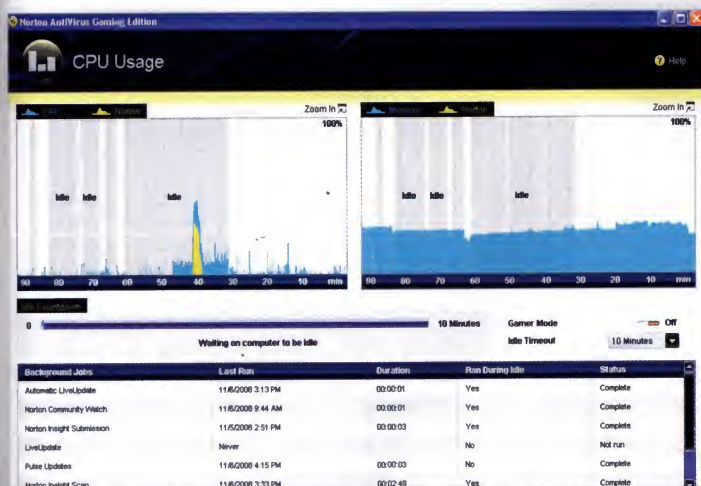 Norton AntiVirus Gaming Edition
CPU Usage
Help
CPU Norton Zoom In
100%
Idle Idle Idle
90 80 70 60 50 40 30 20 10 min
Memory Norton Zoom In
100%
Idle Idle Idle
90 80 70 60 50 40 30 20 10 min
Idle Countdown
0 10 Minutes
Waiting on computer to be idle
Gamer Mode Off
Idle Timeout 10 Minutes
Background Jobs Last Run Duration Ran During Idle Status
Automatic LiveUpdate 11/6/2008 3:13 PM 00:00:01 Yes Complete
Norton Community Watch 11/6/2008 9:44 AM 00:00:01 Yes Complete
Norton Insight Submission 11/5/2008 2:51 PM 00:00:03 Yes Complete
LiveUpdate Never No Not run
Pulse Updates 11/6/2008 4:15 PM 00:00:03 No Complete
Norton Insight Scan 11/6/2008 3:33 PM 00:02:49 Yes Complete